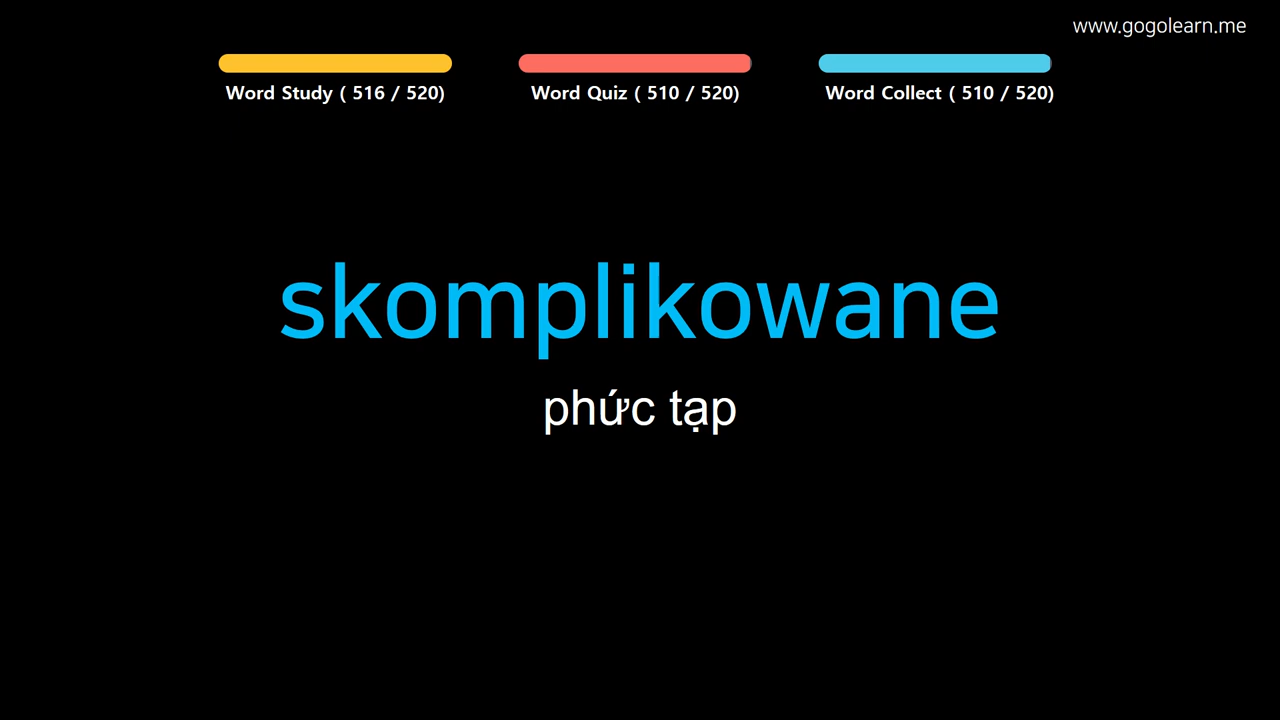 www.gogolearn.me
Word Study ( 516 / 520)
Word Quiz ( 510 / 520)
Word Collect ( 510 / 520)
skomplikowane
phức tạp